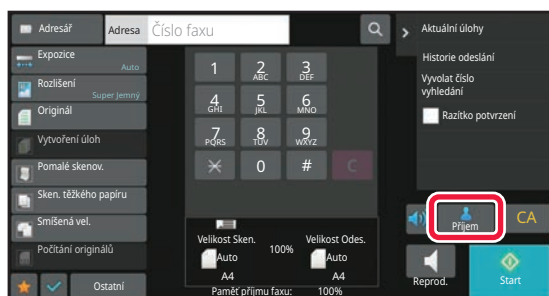 Adresář
Adresa
Číslo faxu
Expozice
Auto
Rozlišení
Super Jemný
Originál
Vytvoření úloh
Pomalé skenov.
Sken. těžkého papíru
Smíšená vel.
Počítání originálů
Ostatní
1
2
ABC
3
DEF
4
GHI
5
JKL
6
MNO
7
PQRS
8
TUV
9
WXYZ
0
#
C
Velikost Sken.
100%
Velikost Odes.
Auto
Auto
A4
A4
Paměť příjmu faxu: 100%
Aktuální úlohy
Historie odeslání
Vyvolat číslo
vyhledání
Razítko potvrzení
Příjem
CA
Reprod.
Start